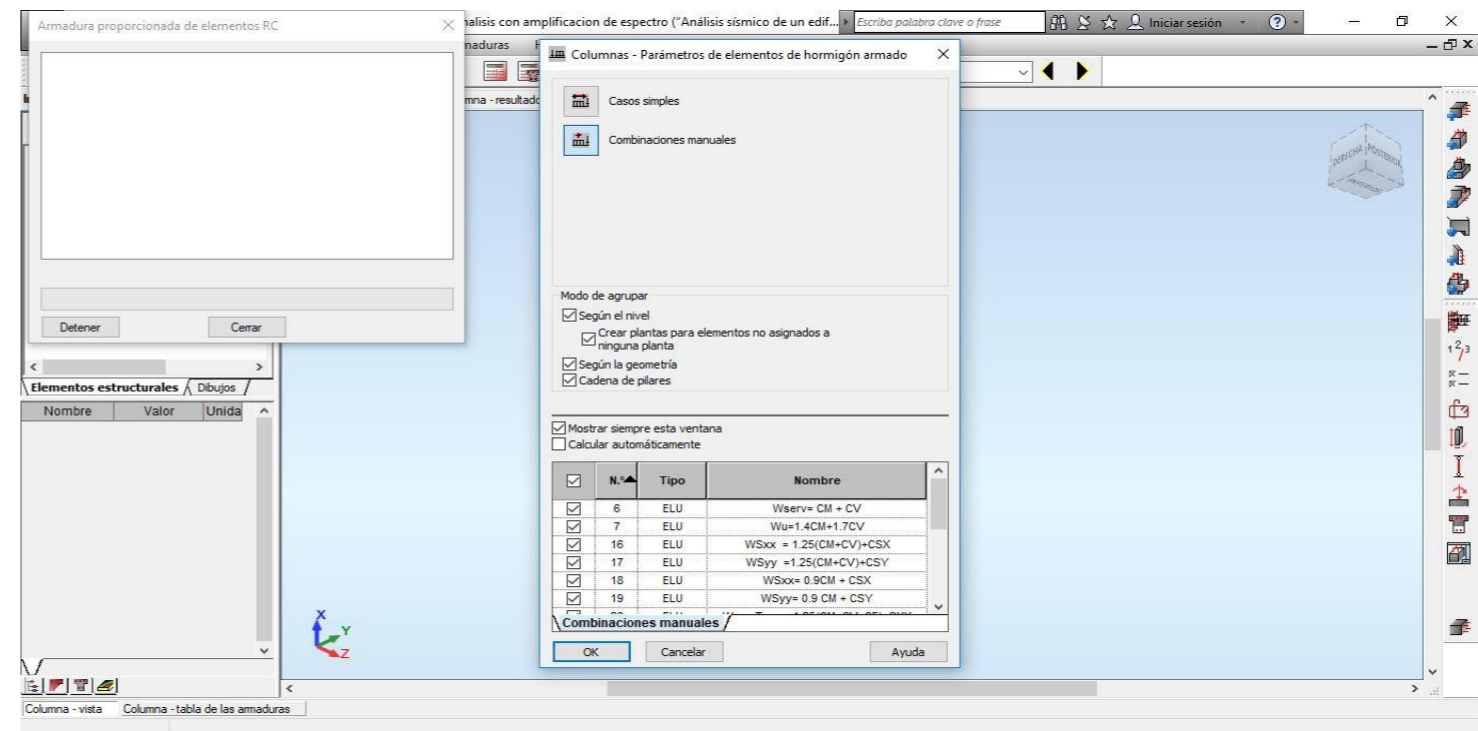 Armadura proporcionada de elementos RC
nalisis con amplificacion de espectro ("Análisis sísmico de un edif...
Escriba palabra clave o frase
Iniciar sesión
naduras
Columnas - Parámetros de elementos de hormigón armado
mna - resultado
Casos simples
Combinaciones manuales
DERECHA
POSTERIOR
INFERIOR
Modo de agrupar
Según el nivel
Crear plantas para elementos no asignados a
ninguna planta
Según la geometría
Cadena de pilares
Detener
Cerrar
Elementos estructurales
Dibujos
Nombre Valor Unida
Mostrar siempre esta ventana
Calcular automáticamente
N.º Tipo Nombre
6 ELU Wserv= CM + CV
7 ELU Wu=1.4CM+1.7CV
16 ELU WSxx = 1.25(CM+CV)+CSX
17 ELU WSyy =1.25(CM+CV)+CSY
18 ELU WSxx= 0.9CM + CSX
19 ELU WSyy= 0.9 CM + CSY
Combinaciones manuales
OK
Cancelar
Ayuda
X
Y
Z
Columna - vista
Columna - tabla de las armaduras